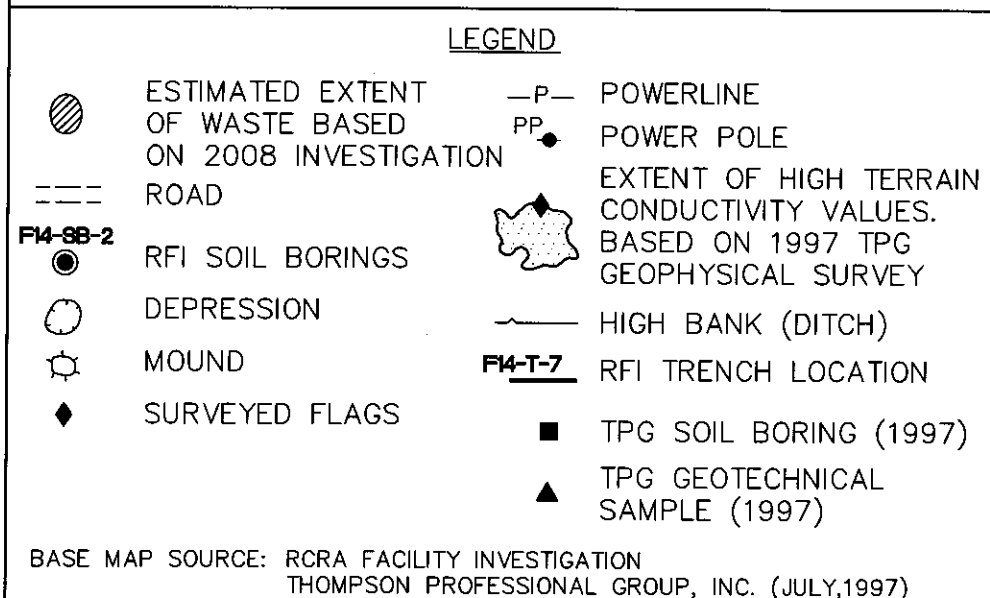 LEGEND
ESTIMATED EXTENT
OF WASTE BASED
ON 2008 INVESTIGATION
ROAD
F14-SB-2
RFI SOIL BORINGS
DEPRESSION
MOUND
SURVEYED FLAGS
—P— POWERLINE
PP
POWER POLE
EXTENT OF HIGH TERRAIN
CONDUCTIVITY VALUES.
BASED ON 1997 TPG
GEOPHYSICAL SURVEY
HIGH BANK (DITCH)
F14-T-7 RFI TRENCH LOCATION
TPG SOIL BORING (1997)
TPG GEOTECHNICAL
SAMPLE (1997)
BASE MAP SOURCE: RCRA FACILITY INVESTIGATION
THOMPSON PROFESSIONAL GROUP, INC. (JULY,1997)